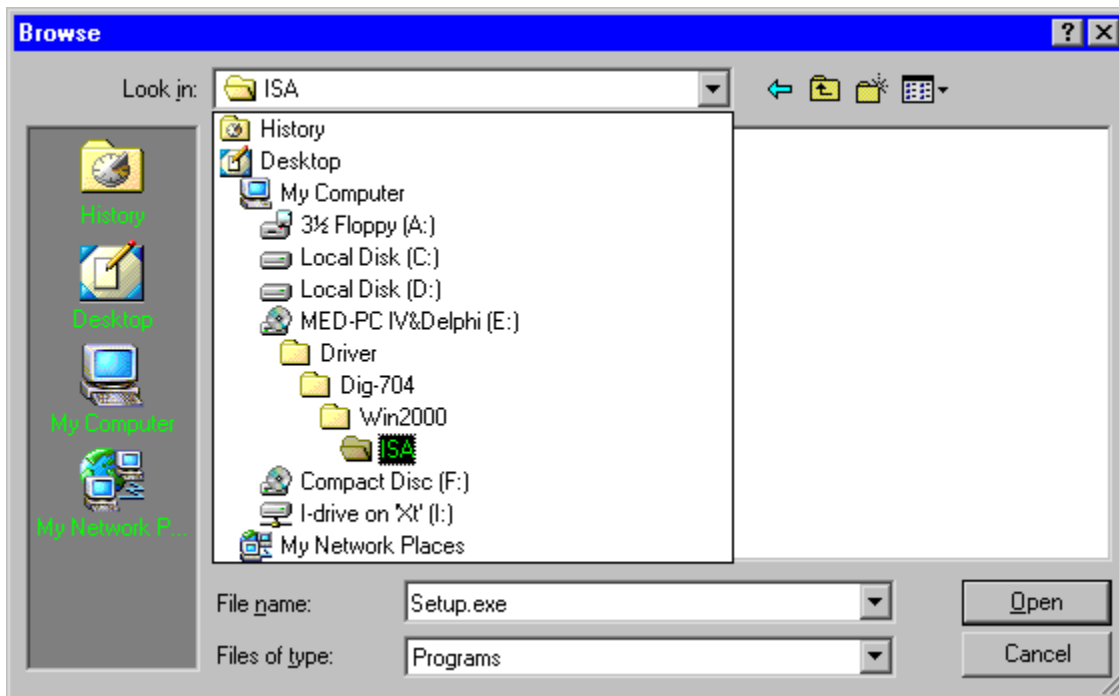 Browse
Look in: ISA
History
Desktop
My Computer
3½ Floppy (A:)
Local Disk (C:)
Local Disk (D:)
MED-PC IV&Delphi (E:)
Driver
Dig-704
Win2000
ISA
Compact Disc (F:)
I-drive on 'Xt' (I:)
My Network Places
History
Desktop
My Computer
My Network P...
File name: Setup.exe
Open
Files of type: Programs
Cancel